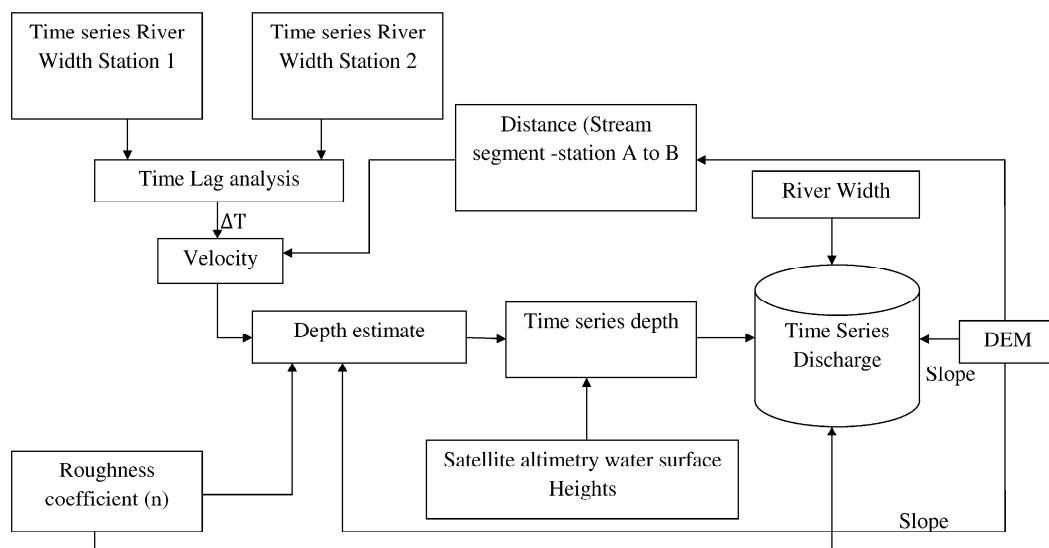 Time series River
Width Station 1
Time series River
Width Station 2
Distance (Stream
segment -station A to B
Time Lag analysis
River Width
ΔT
Velocity
Depth estimate
Time series depth
Time Series
Discharge
DEM
Slope
Satellite altimetry water surface
Heights
Roughness
coefficient (n)
Slope